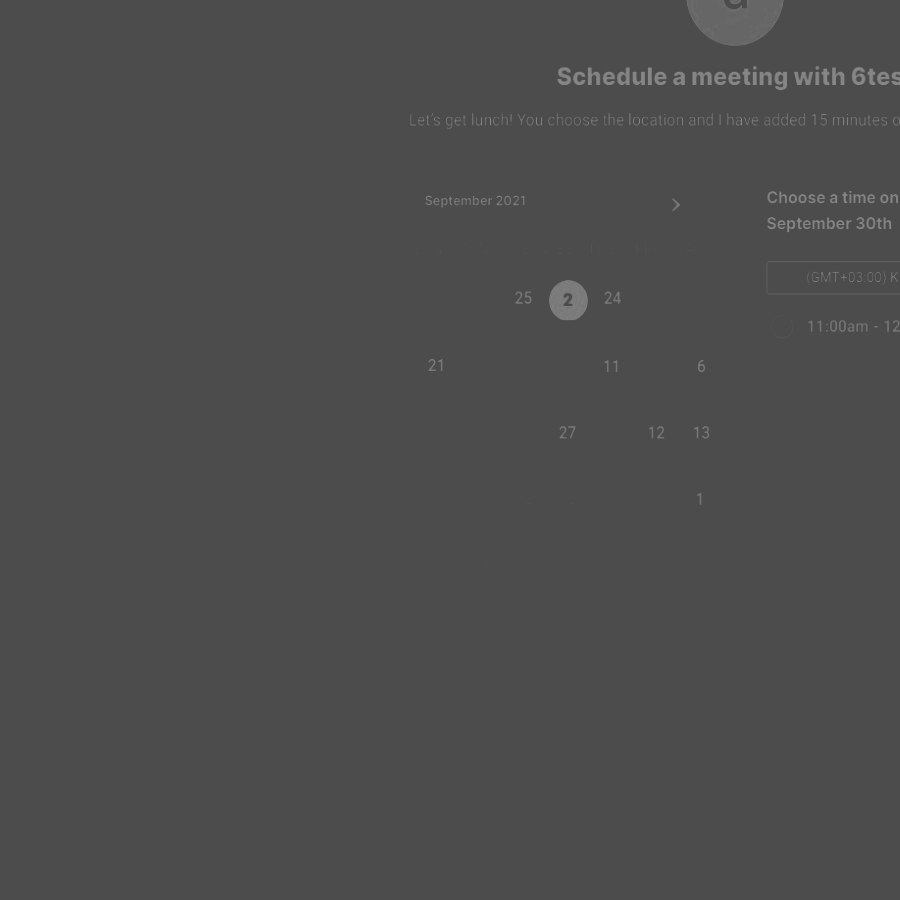 a
Schedule a meeting with 6tes
Let's get lunch! You choose the location and I have added 15 minutes o
September 2021
Choose a time on
September 30th
(GMT+03:00) K
25 2 24
11:00am - 12
21 11 6
27 12 13
1